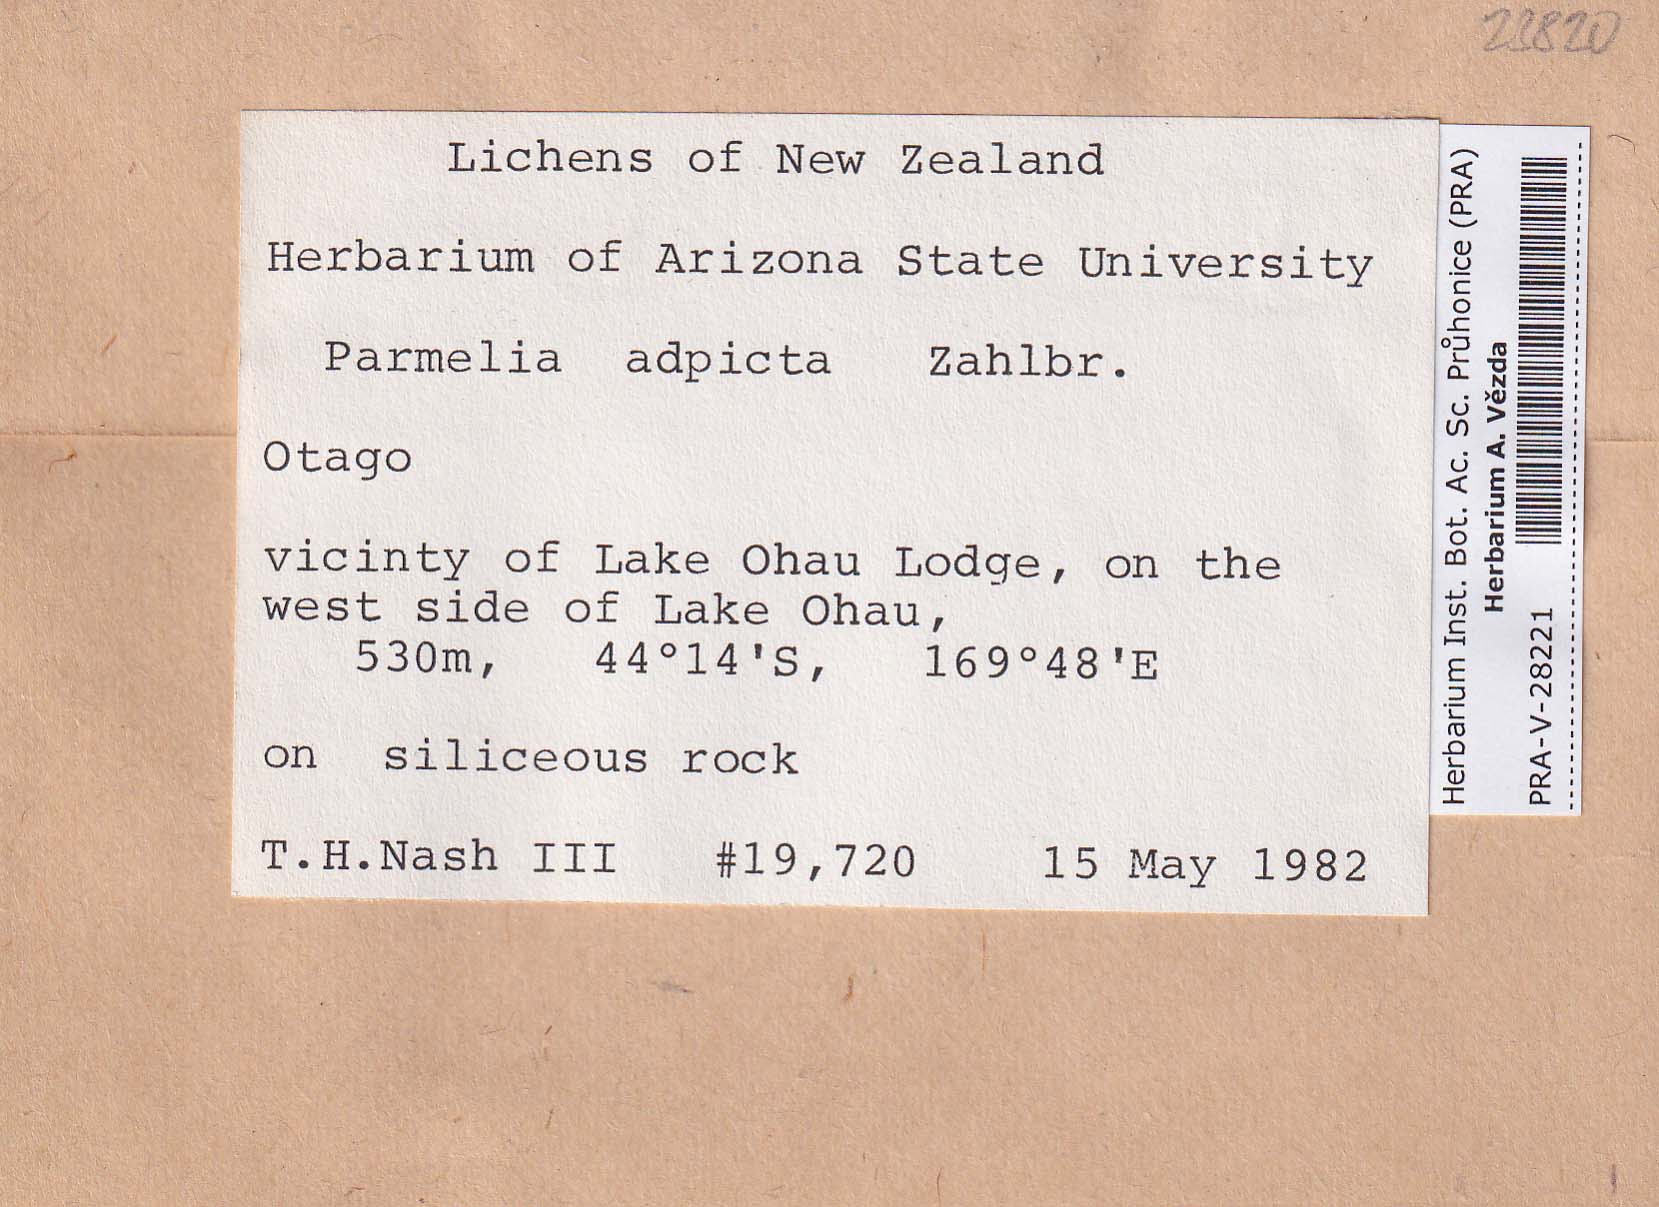 23820
Lichens of New Zealand
Herbarium of Arizona State University
Parmelia adpicta Zahlbr.
Otago
vicinty of Lake Ohau Lodge, on the
west side of Lake Ohau,
530m, 44°14'S, 169°48'E
on siliceous rock
T.H.Nash III #19,720 15 May 1982
Herbarium Inst. Bot. Ac. Sc. Průhonice (PRA)
Herbarium A. Vězda
PRA-V-28221